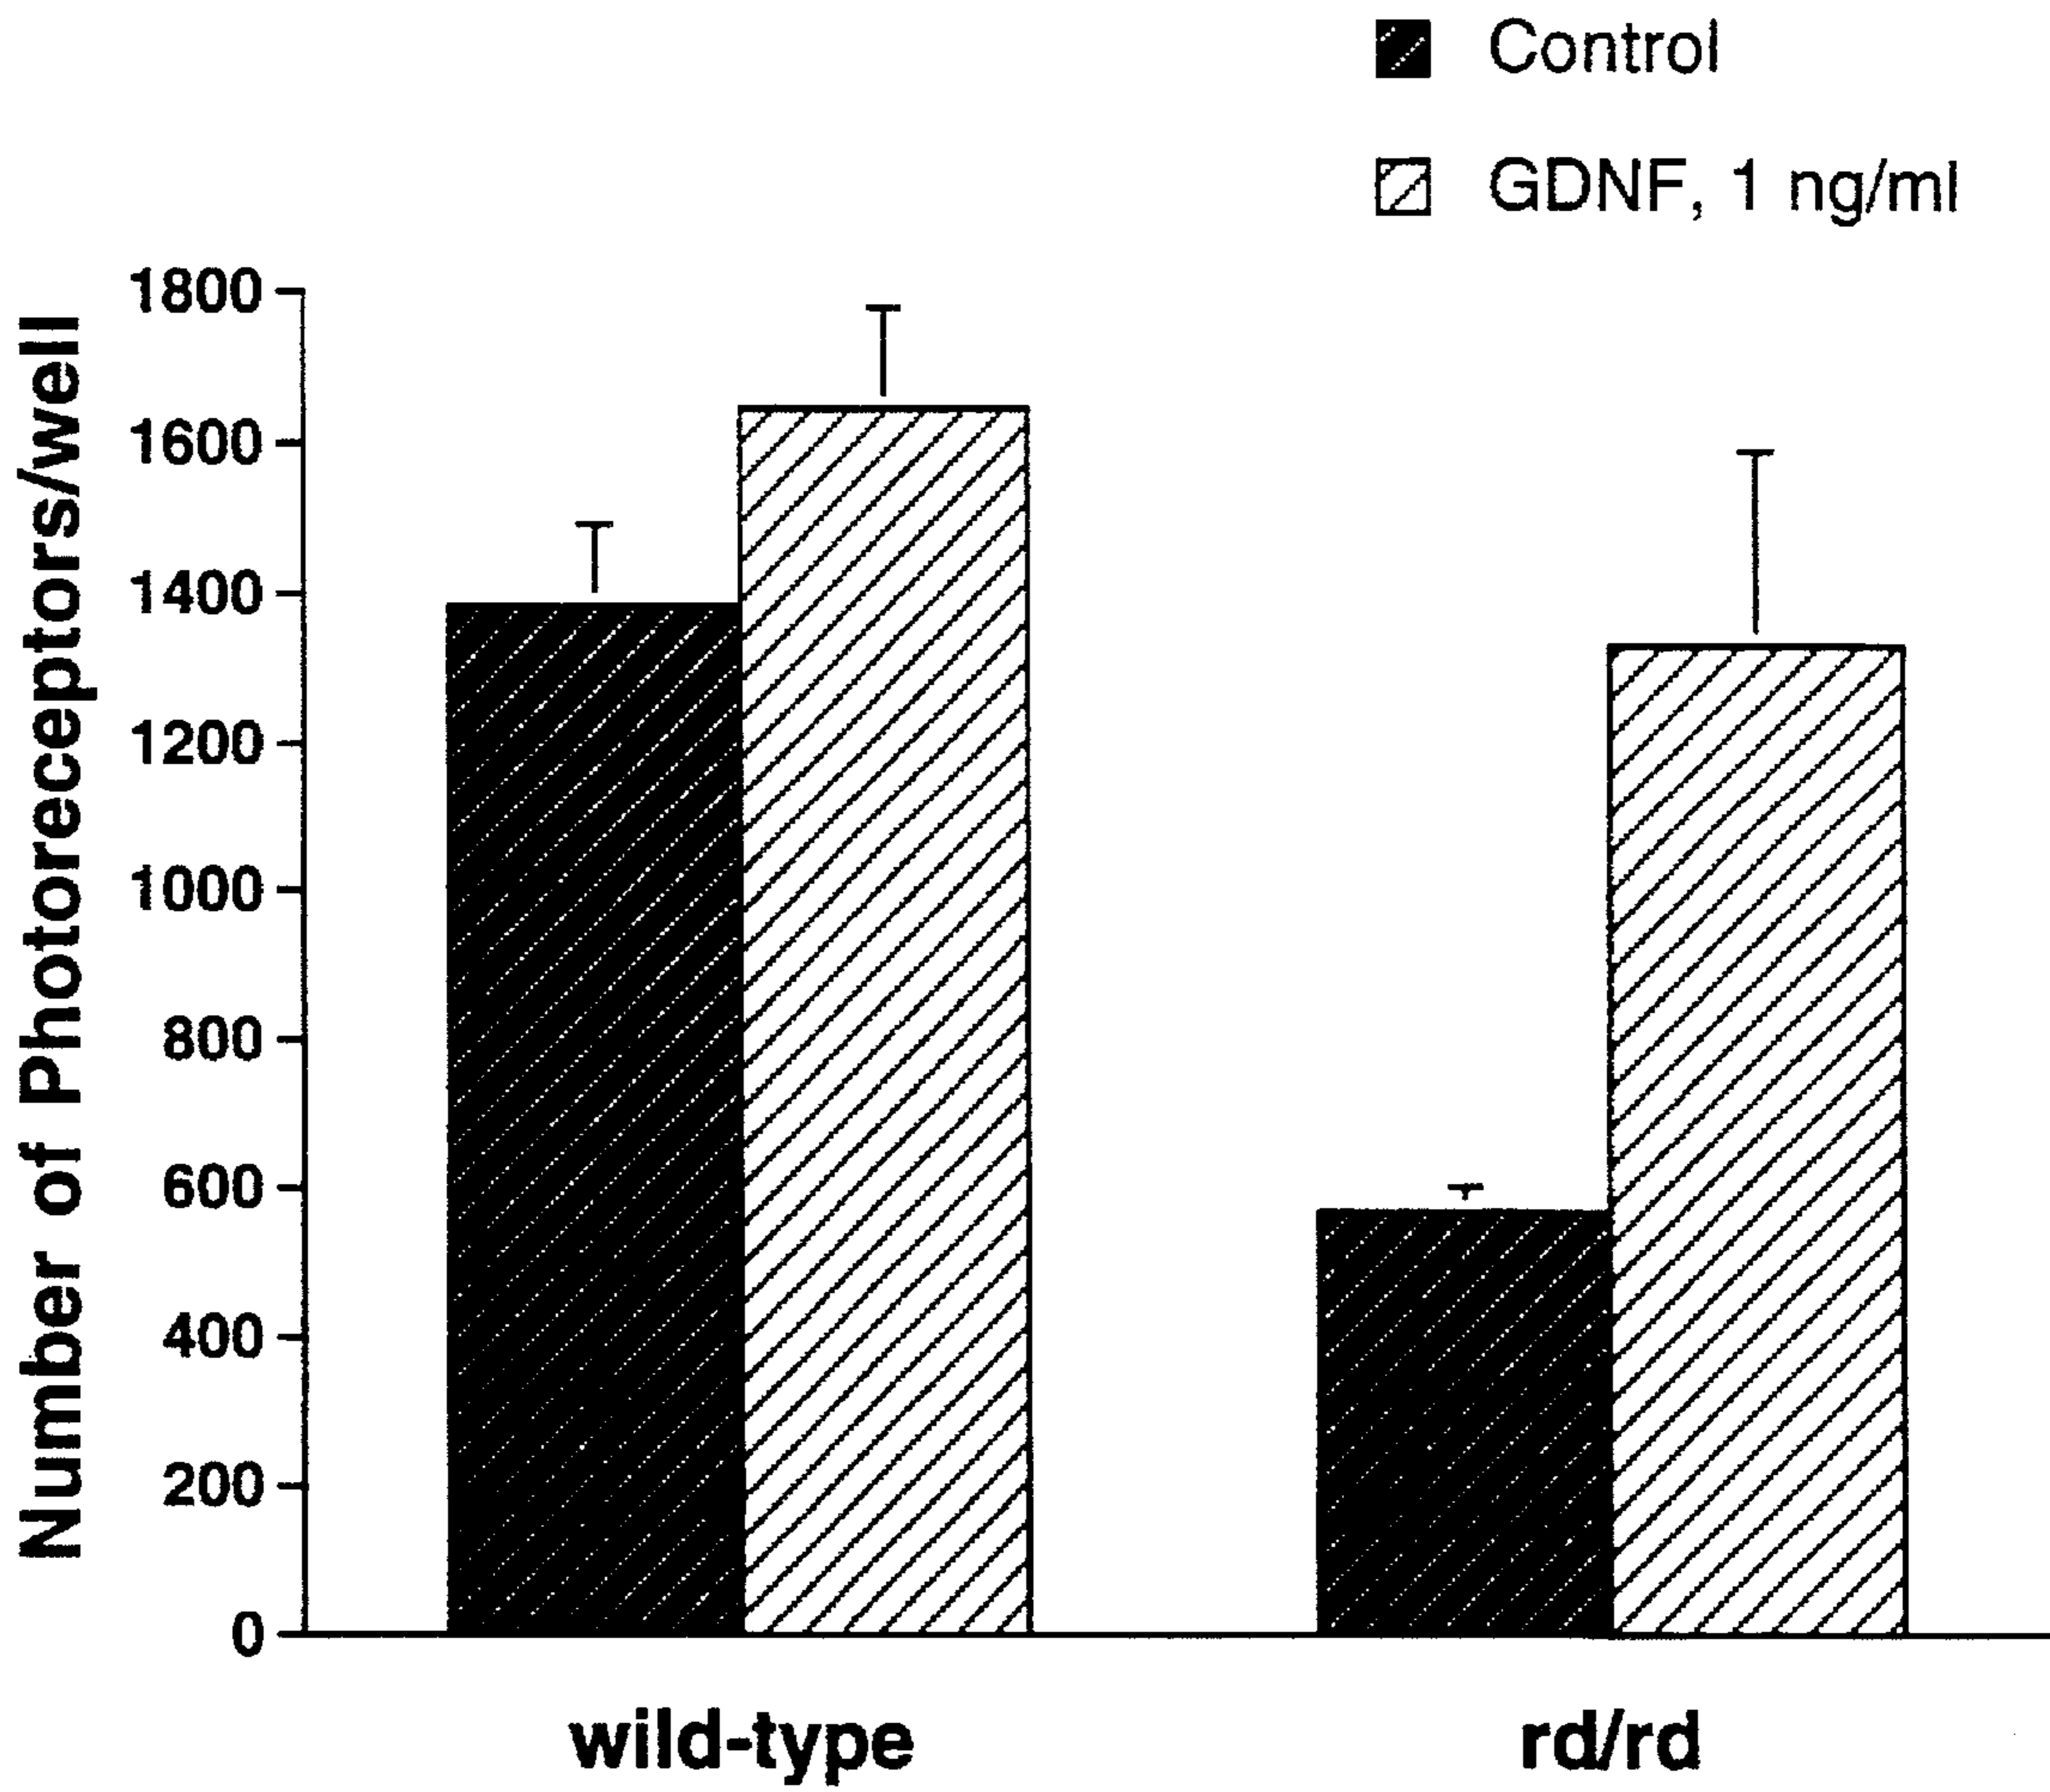 Control
GDNF, 1 ng/ml
Number of Photoreceptors/well
1800
1600
1400
1200
1000
800
600
400
200
0
wild-type
rd/rd